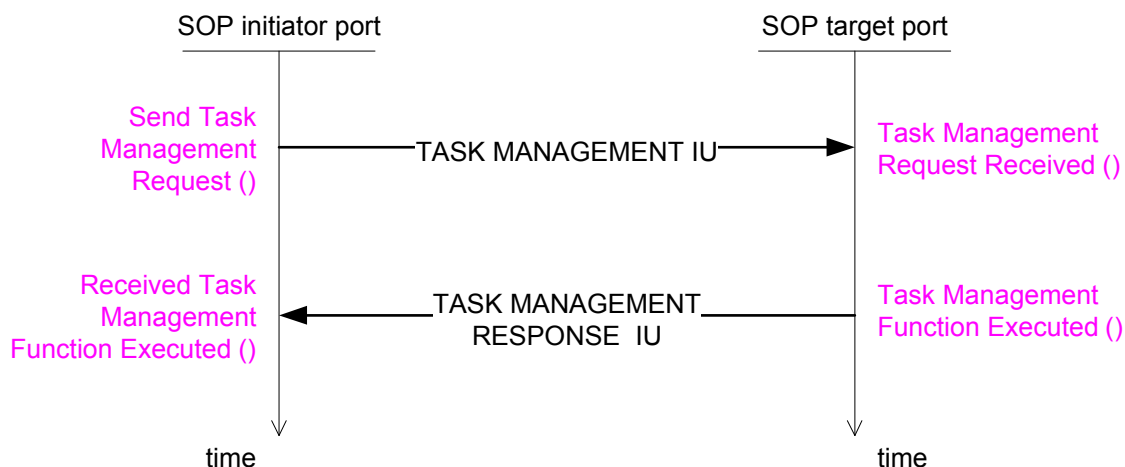 SOP initiator port
SOP target port
Send Task
Management
Request ()
TASK MANAGEMENT IU
Task Management
Request Received ()
Received Task
Management
Function Executed ()
TASK MANAGEMENT
RESPONSE IU
Task Management
Function Executed ()
time
time